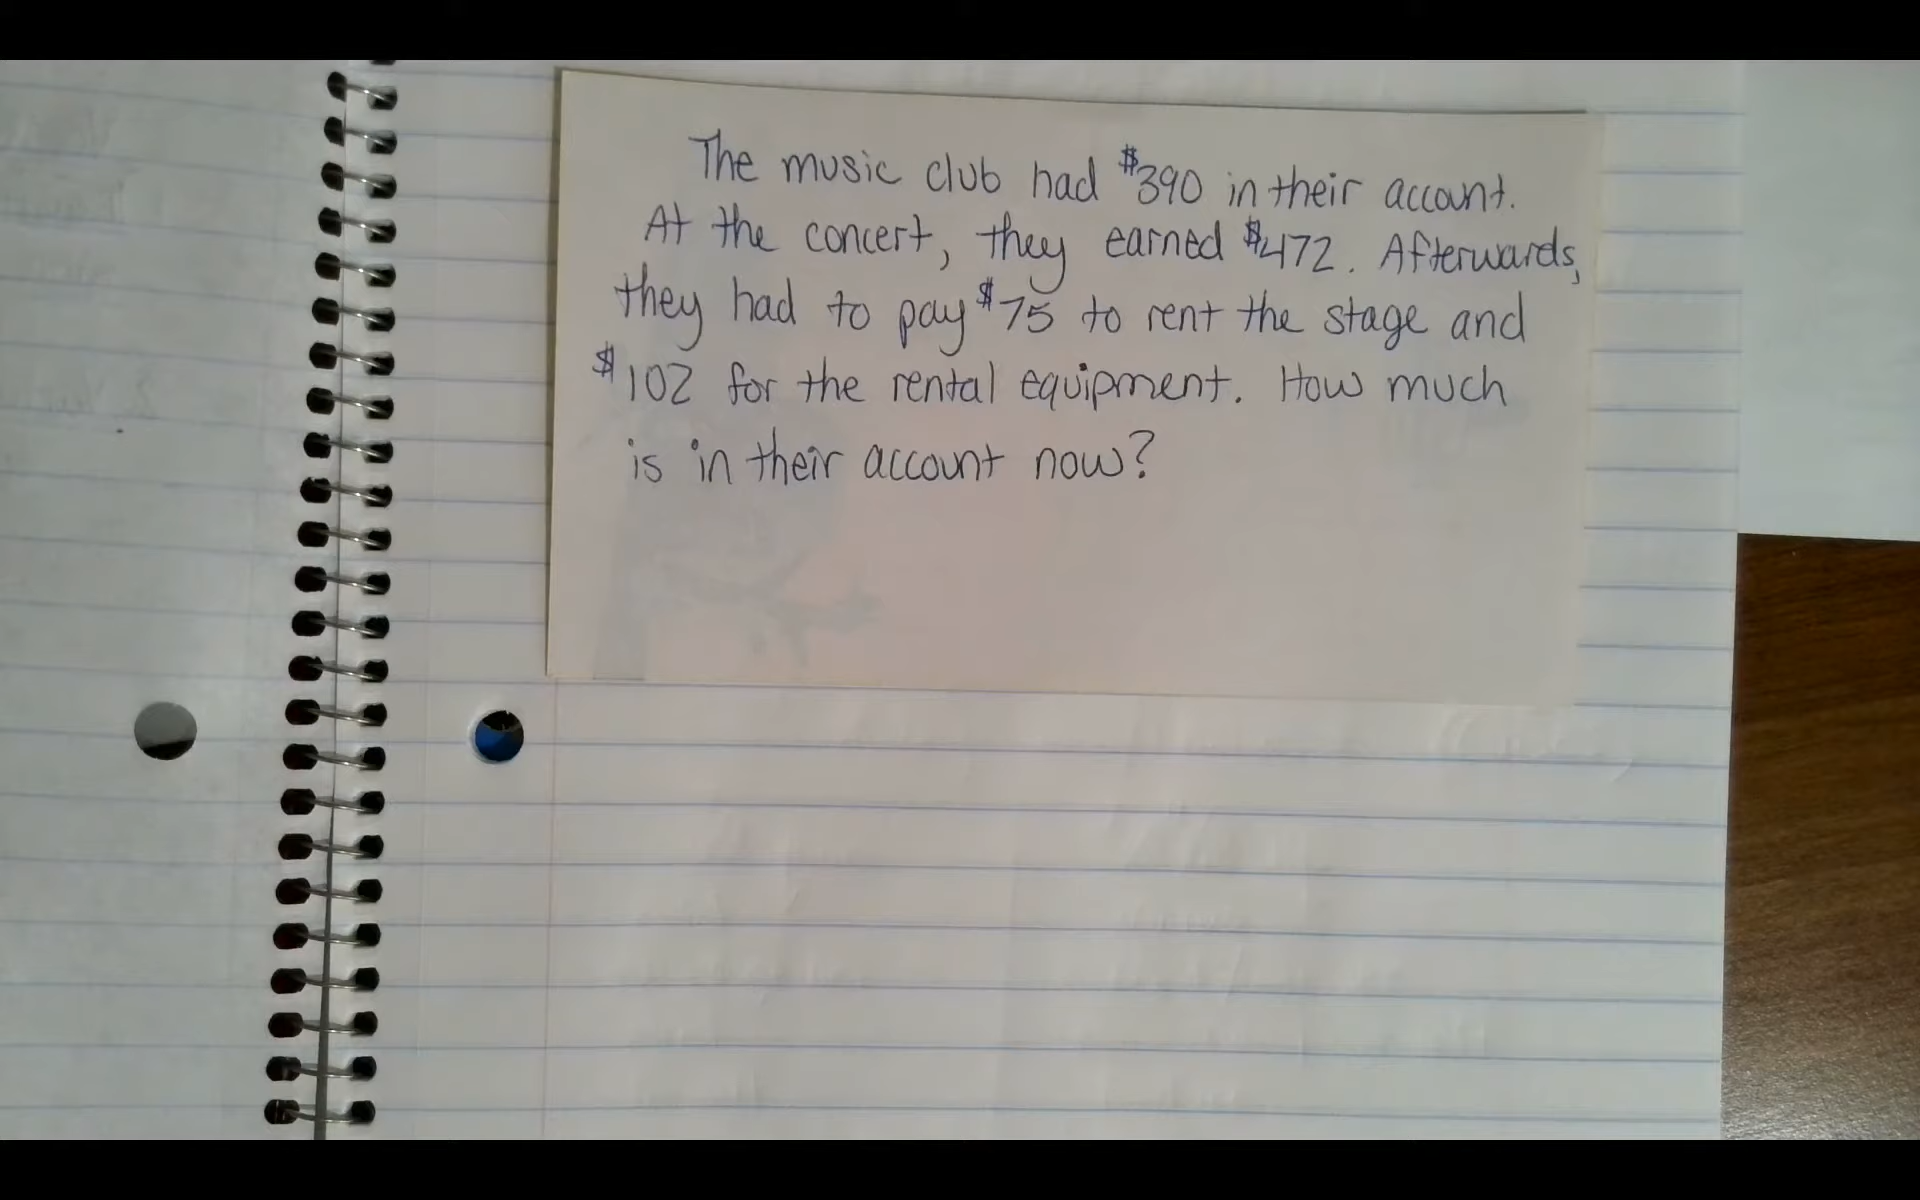 The music club had $390 in their account.
At the concert, they earned $472. Afterwards,
they had to pay $75 to rent the stage and
$102 for the rental equipment. How much
is in their account now?